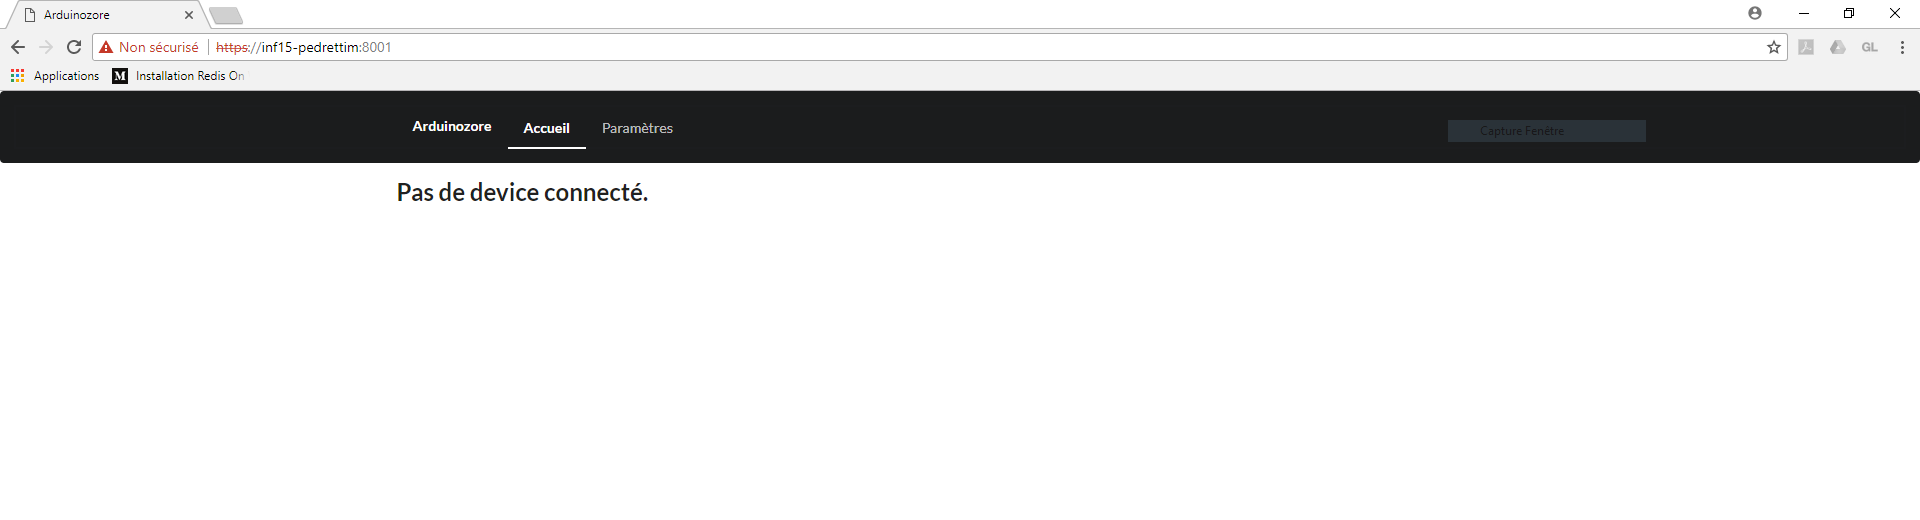 Arduinozore
Non sécurisé https://inf15-pedrettim:8001
GL
Applications M Installation Redis On
Arduinozore Accueil Paramètres Capture Fenêtre
Pas de device connecté.